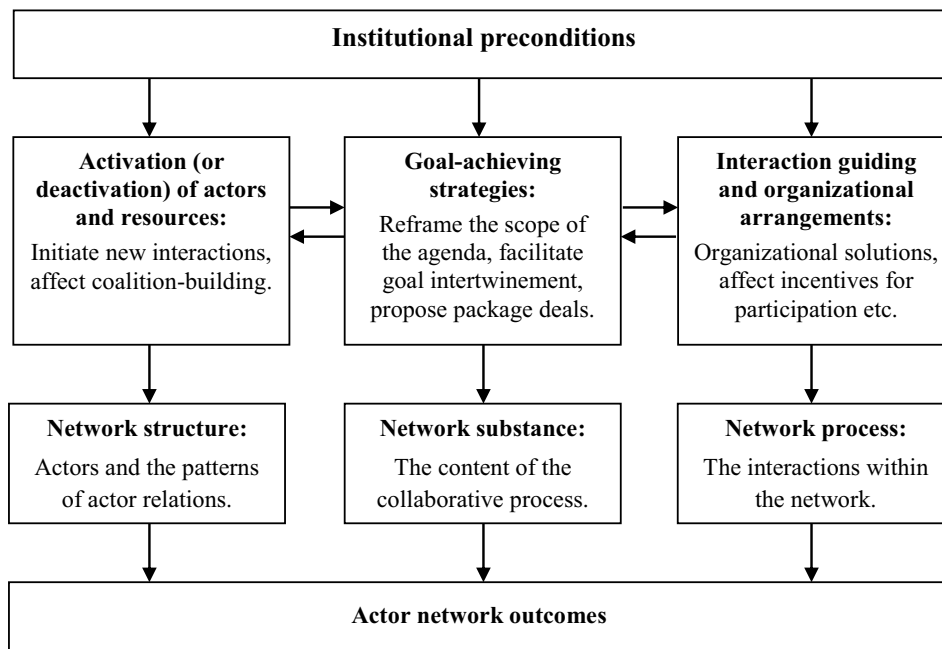 Institutional preconditions
Activation (or
deactivation) of actors
and resources:
Initiate new interactions,
affect coalition-building.
Goal-achieving
strategies:
Reframe the scope of
the agenda, facilitate
goal intertwinement,
propose package deals.
Interaction guiding
and organizational
arrangements:
Organizational solutions,
affect incentives for
participation etc.
Network structure:
Actors and the patterns
of actor relations.
Network substance:
The content of the
collaborative process.
Network process:
The interactions within
the network.
Actor network outcomes